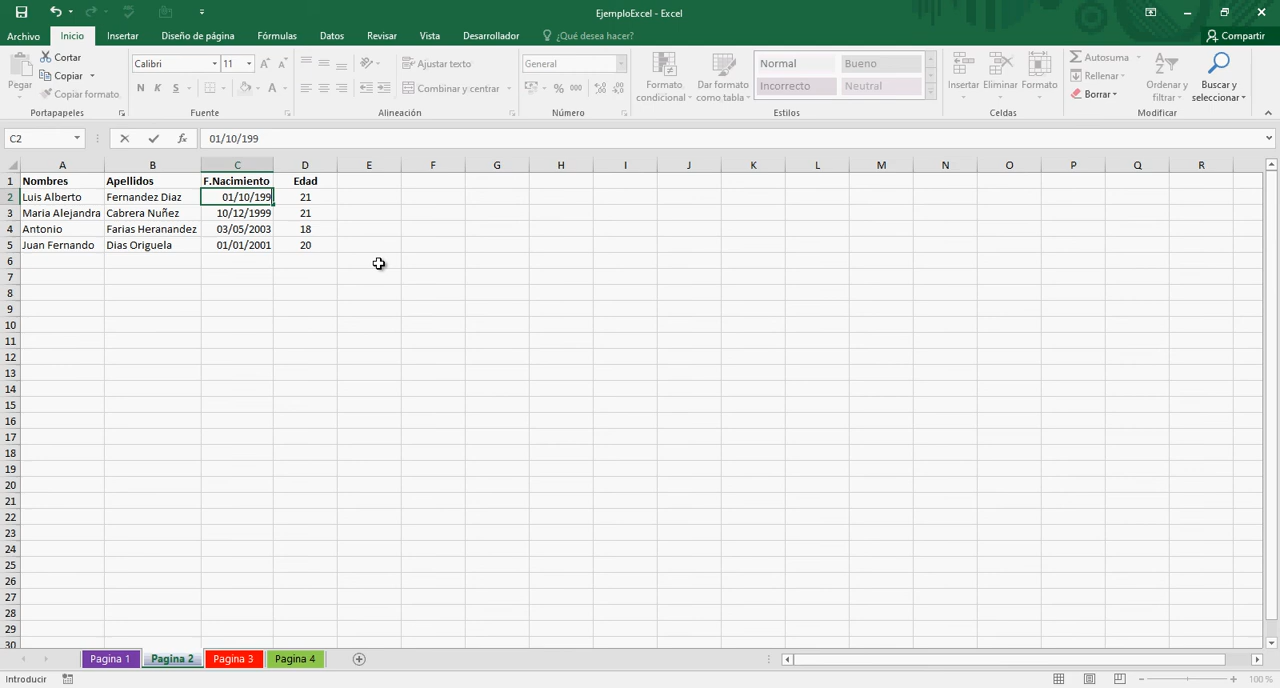 EjemploExcel - Excel
Archivo Inicio Insertar Diseño de página Fórmulas Datos Revisar Vista Desarrollador ¿Qué desea hacer? Compartir
Pegar Cortar Copiar Copiar formato
Calibri 11
N K S A
Ajustar texto
Combinar y centrar
General
% 000
Formato condicional Dar formato como tabla
Normal Bueno
Incorrecto Neutral
Insertar Eliminar Formato
Autosuma
Rellenar
Borrar
Ordenar y filtrar Buscar y seleccionar
Portapapeles Fuente Alineación Número Estilos Celdas Modificar
C2 fx 01/10/199
A B C D E F G H I J K L M N O P Q R
1 Nombres Apellidos F.Nacimiento Edad
2 Luis Alberto Fernandez Diaz 01/10/199 21
3 Maria Alejandra Cabrera Nuñez 10/12/1999 21
4 Antonio Farias Heranandez 03/05/2003 18
5 Juan Fernando Dias Origuela 01/01/2001 20
6
7
8
9
10
11
12
13
14
15
16
17
18
19
20
21
22
23
24
25
26
27
28
29
30
Pagina 1 Pagina 2 Pagina 3 Pagina 4
Introducir 100 %